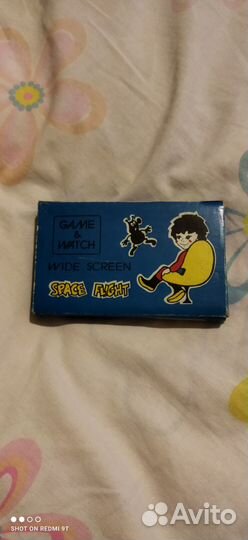 GAME
& WATCH
WIDE SCREEN
SPACE FLIGHT
SHOT ON REDMI 9T
Avito